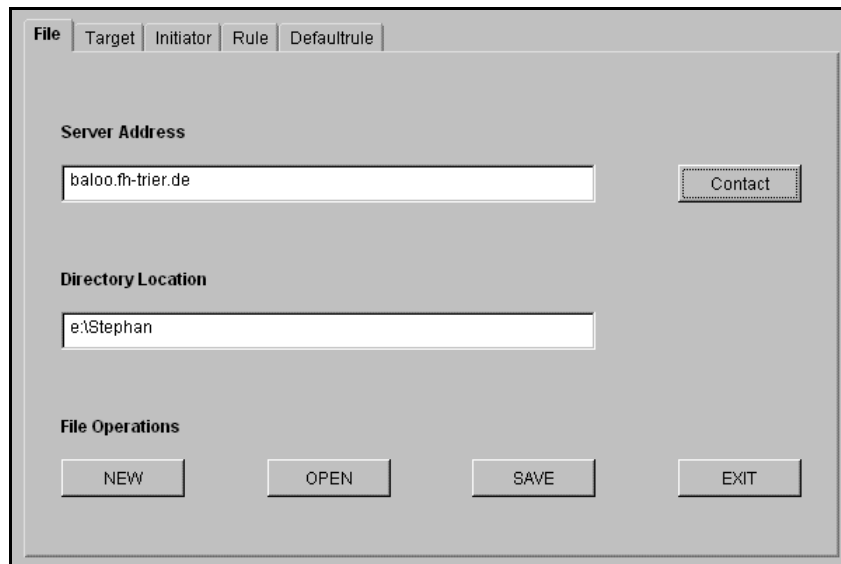 File Target Initiator Rule Defaultrule
Server Address
baloo.fh-trier.de Contact
Directory Location
e:\Stephan
File Operations
NEW OPEN SAVE EXIT